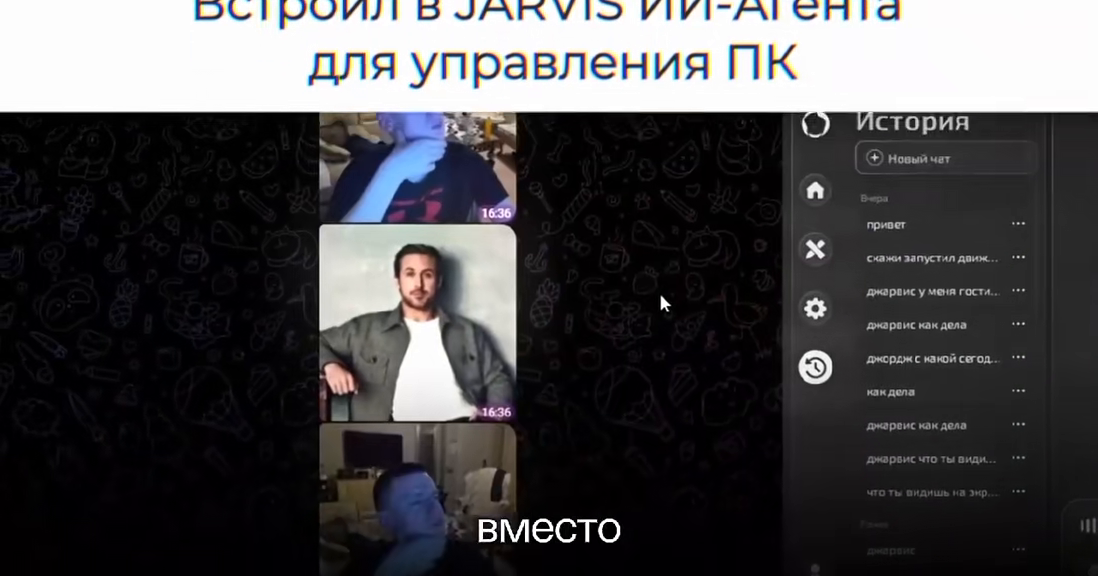 Встроил в JARVIS ИИ-Агента
для управления ПК
История
Новый чат
Вчера
привет
скажи запустил движ...
джарвис у меня гости...
джарвис как дела
джордж с какой сегод...
как дела
джарвис как дела
джарвис что ты види...
что ты видишь на экр...
Ранее
джарвис
16:36
16:36
вместо